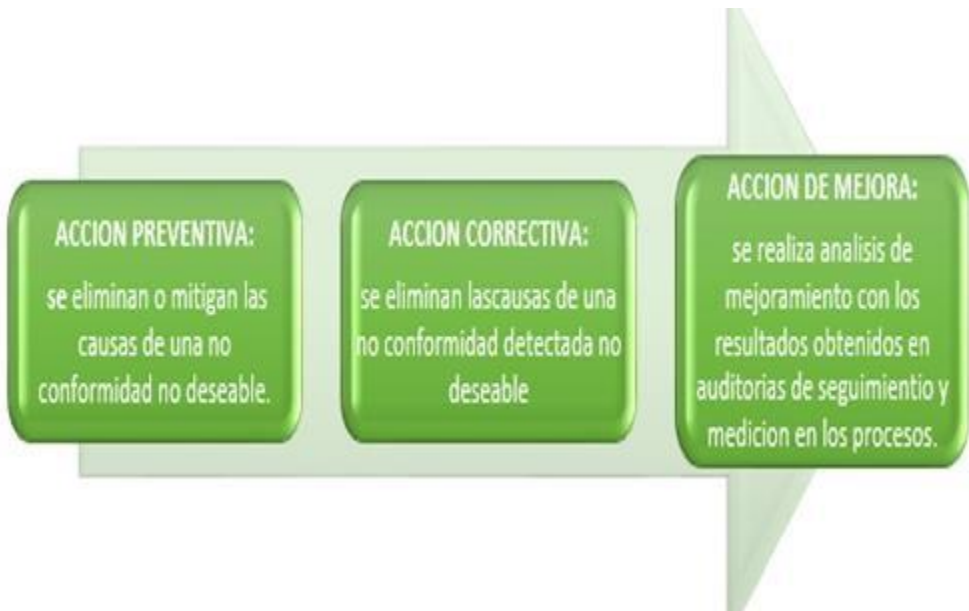 ACCION PREVENTIVA:
se eliminan o mitigan las
causas de una no
conformidad no deseable.
ACCION CORRECTIVA:
se eliminan lascausas de una
no conformidad detectada no
deseable
ACCION DE MEJORA:
se realiza analisis de
mejoramiento con los
resultados obtenidos en
auditorias de seguimientio y
medicion en los procesos.